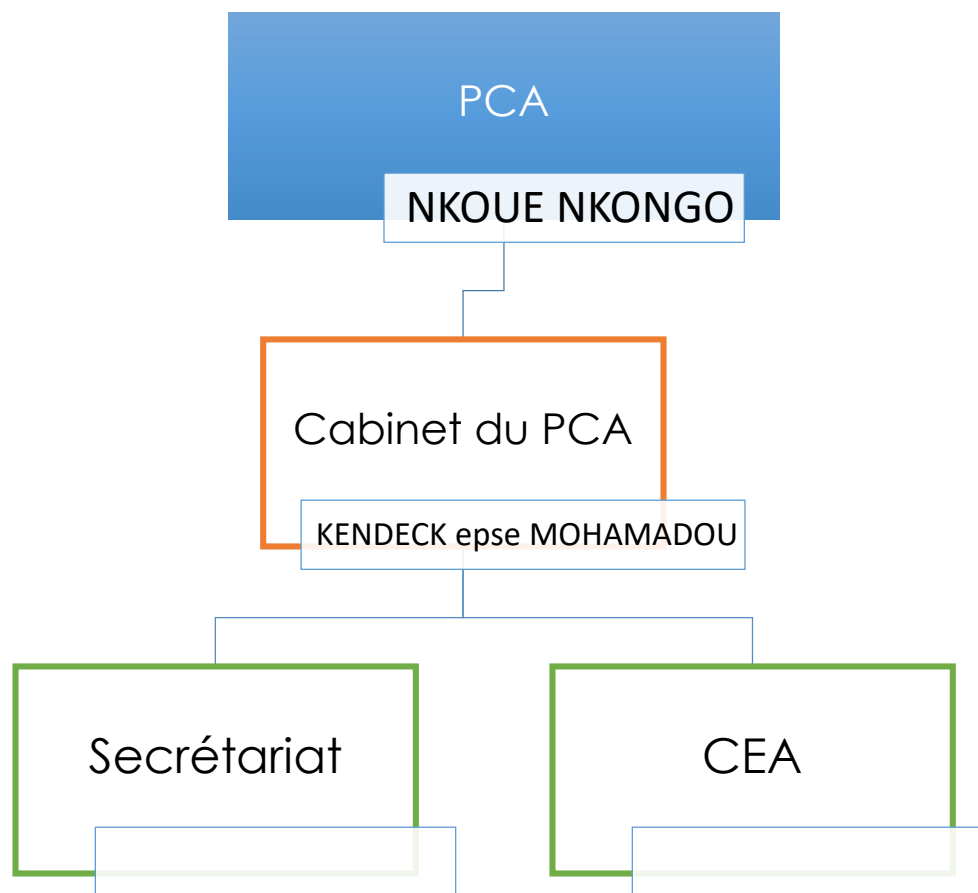 PCA
NKOUE NKONGO
Cabinet du PCA
KENDECK epse MOHAMADOU
Secrétariat
CEA